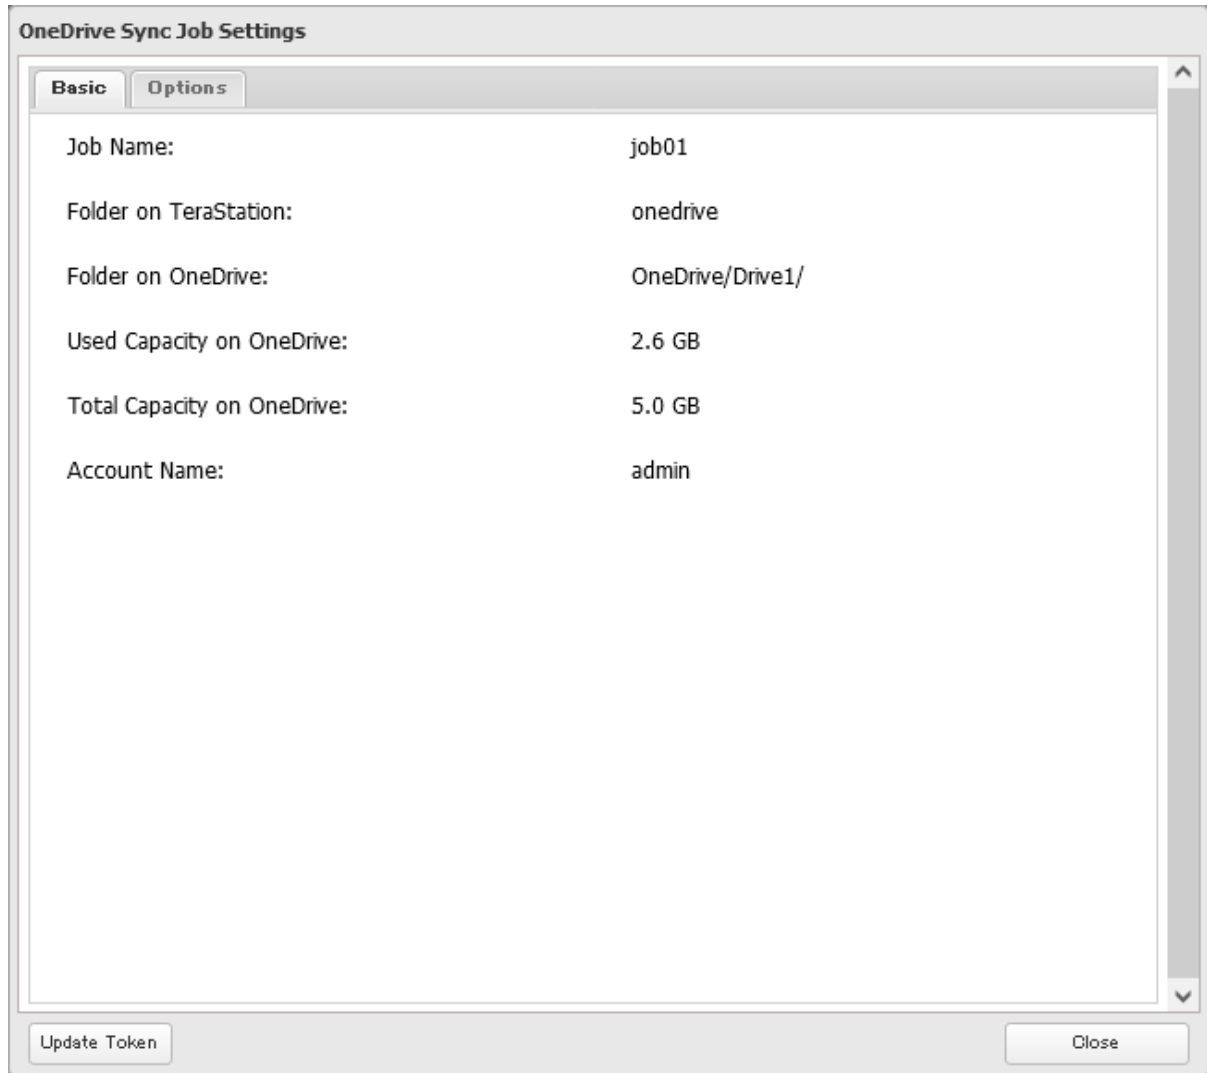 OneDrive Sync Job Settings
Basic Options
Job Name: job01
Folder on TeraStation: onedrive
Folder on OneDrive: OneDrive/Drive1/
Used Capacity on OneDrive: 2.6 GB
Total Capacity on OneDrive: 5.0 GB
Account Name: admin
Update Token Close